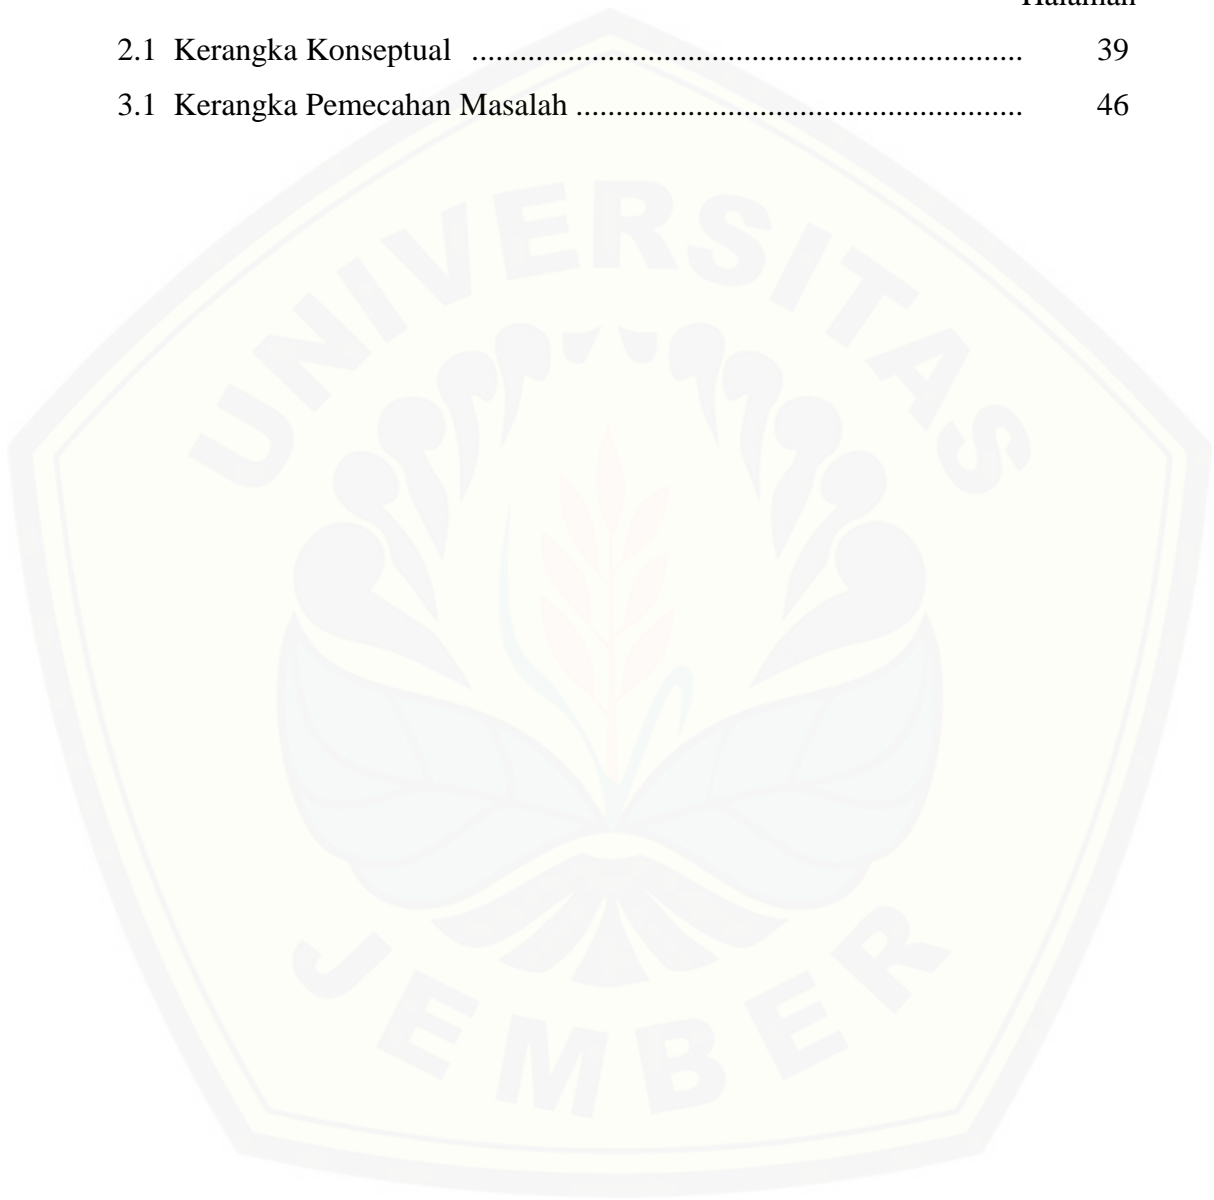 Halaman
2.1 Kerangka Konseptual .................................................................... 39
3.1 Kerangka Pemecahan Masalah ....................................................... 46
UNIVERSITAS
JEMBER